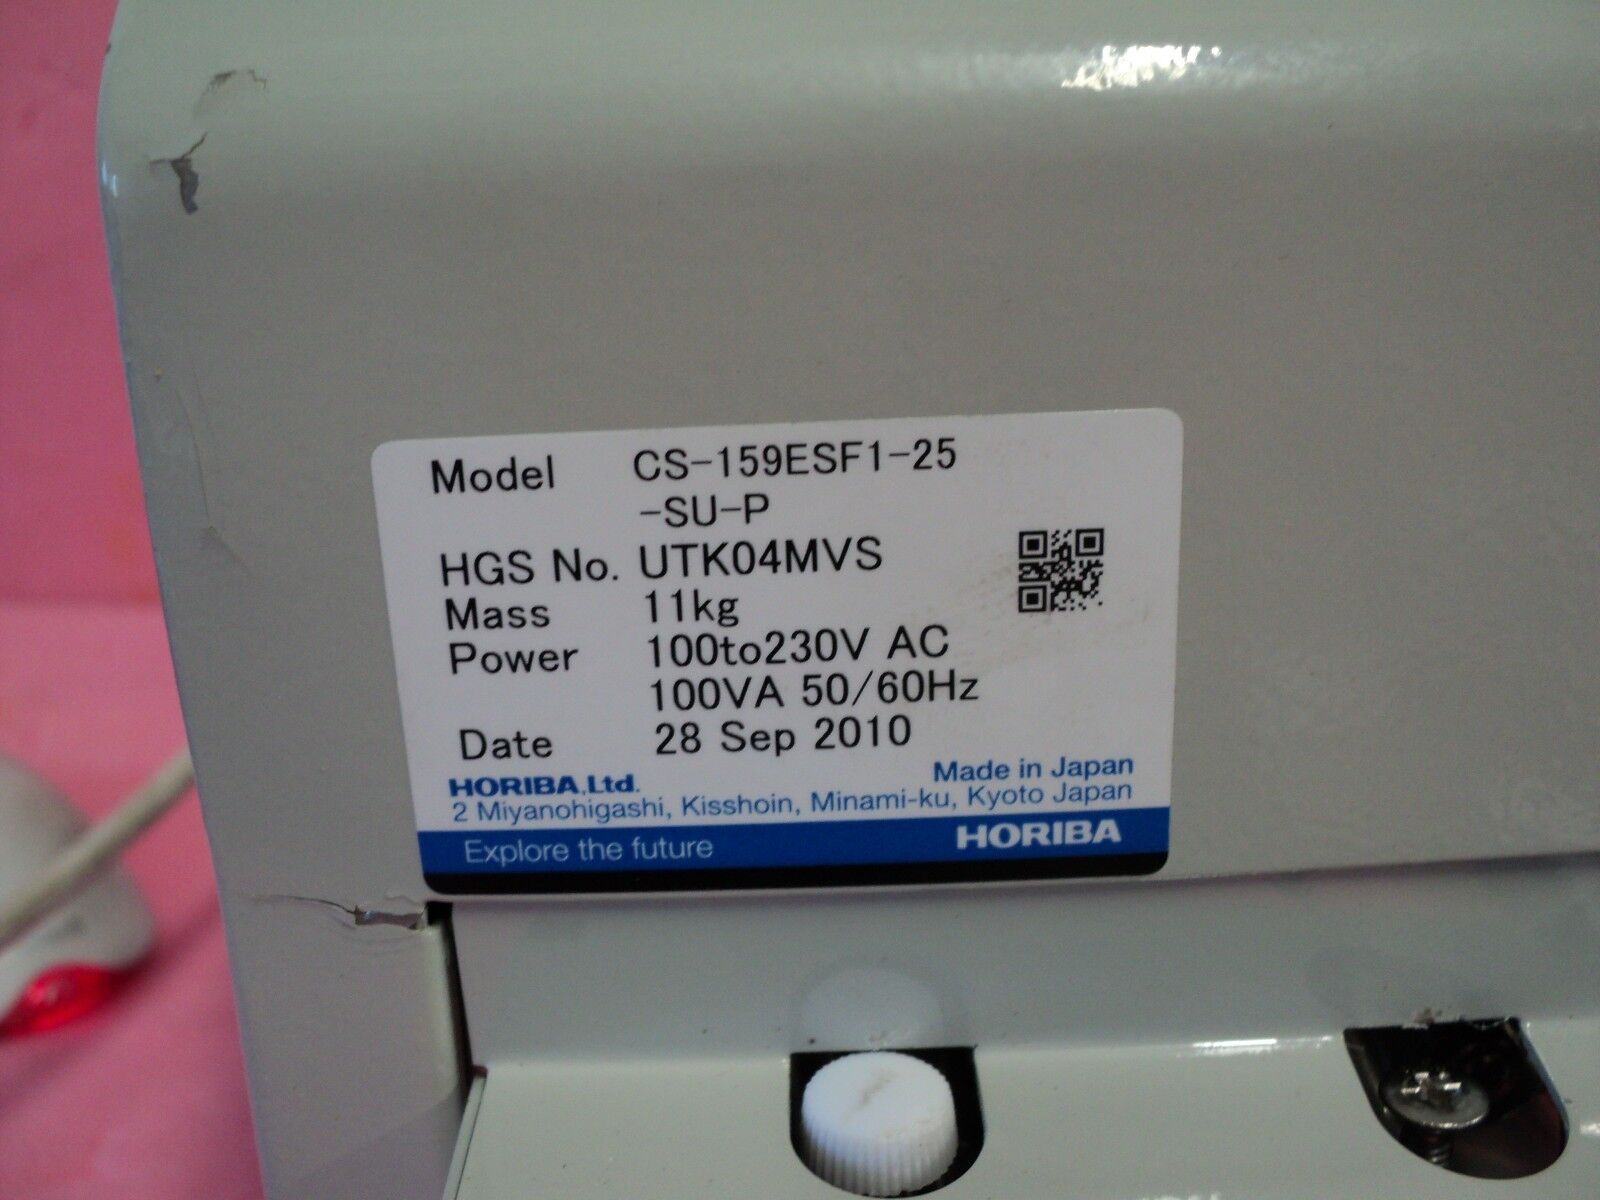 Model CS-159ESF1-25
-SU-P
HGS No. UTK04MVS
Mass 11kg
Power 100to230V AC
100VA 50/60Hz
Date 28 Sep 2010
HORIBA,Ltd. Made in Japan
2 Miyanohigashi, Kisshoin, Minami-ku, Kyoto Japan
Explore the future HORIBA